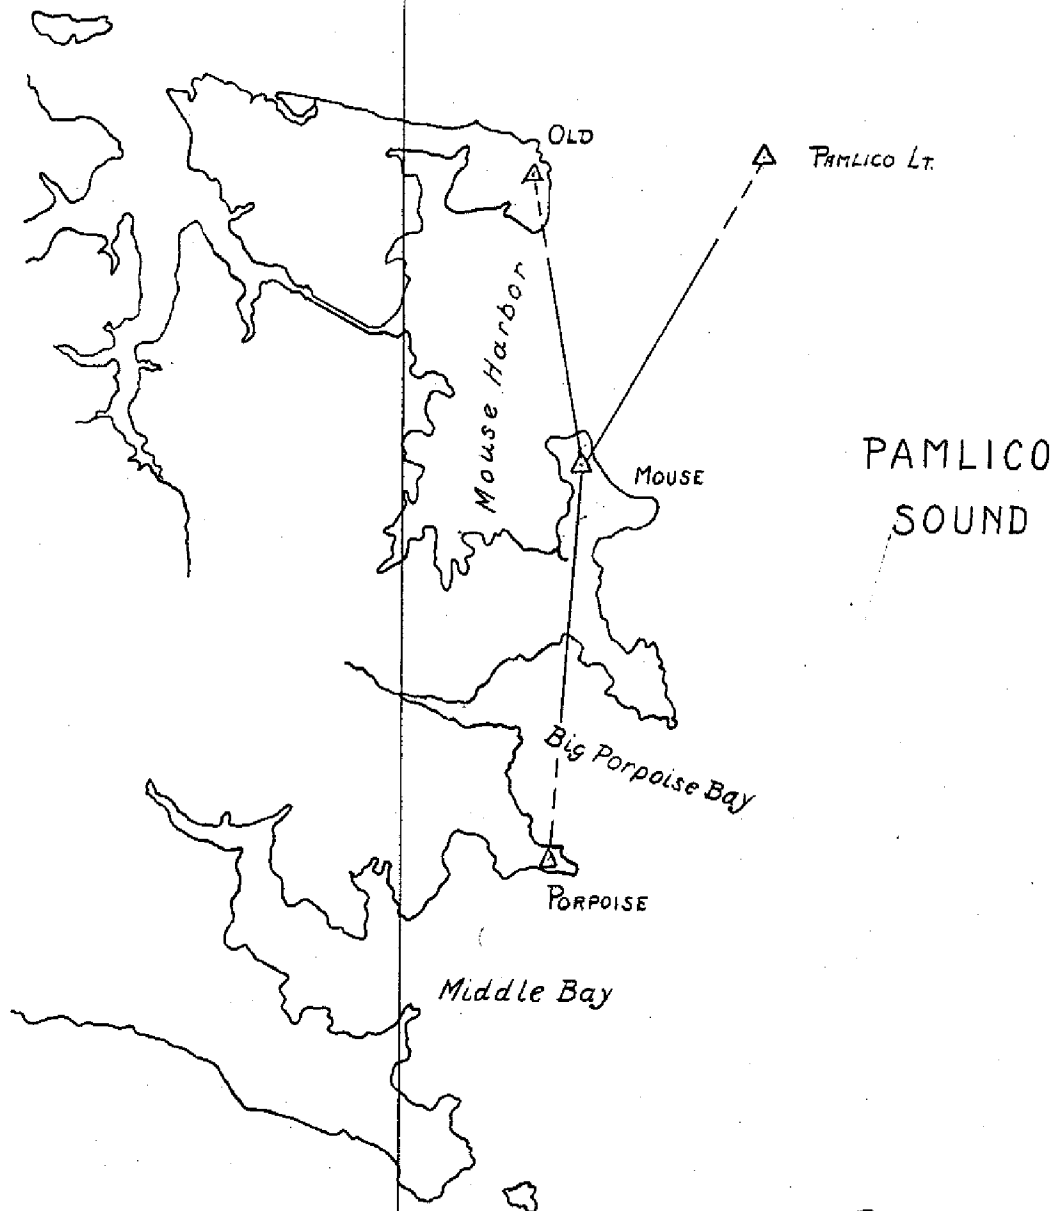 OLD
PAMLICO LT.
Mouse Harbor
PAMLICO
SOUND
MOUSE
Big Porpoise Bay
PORPOISE
Middle Bay